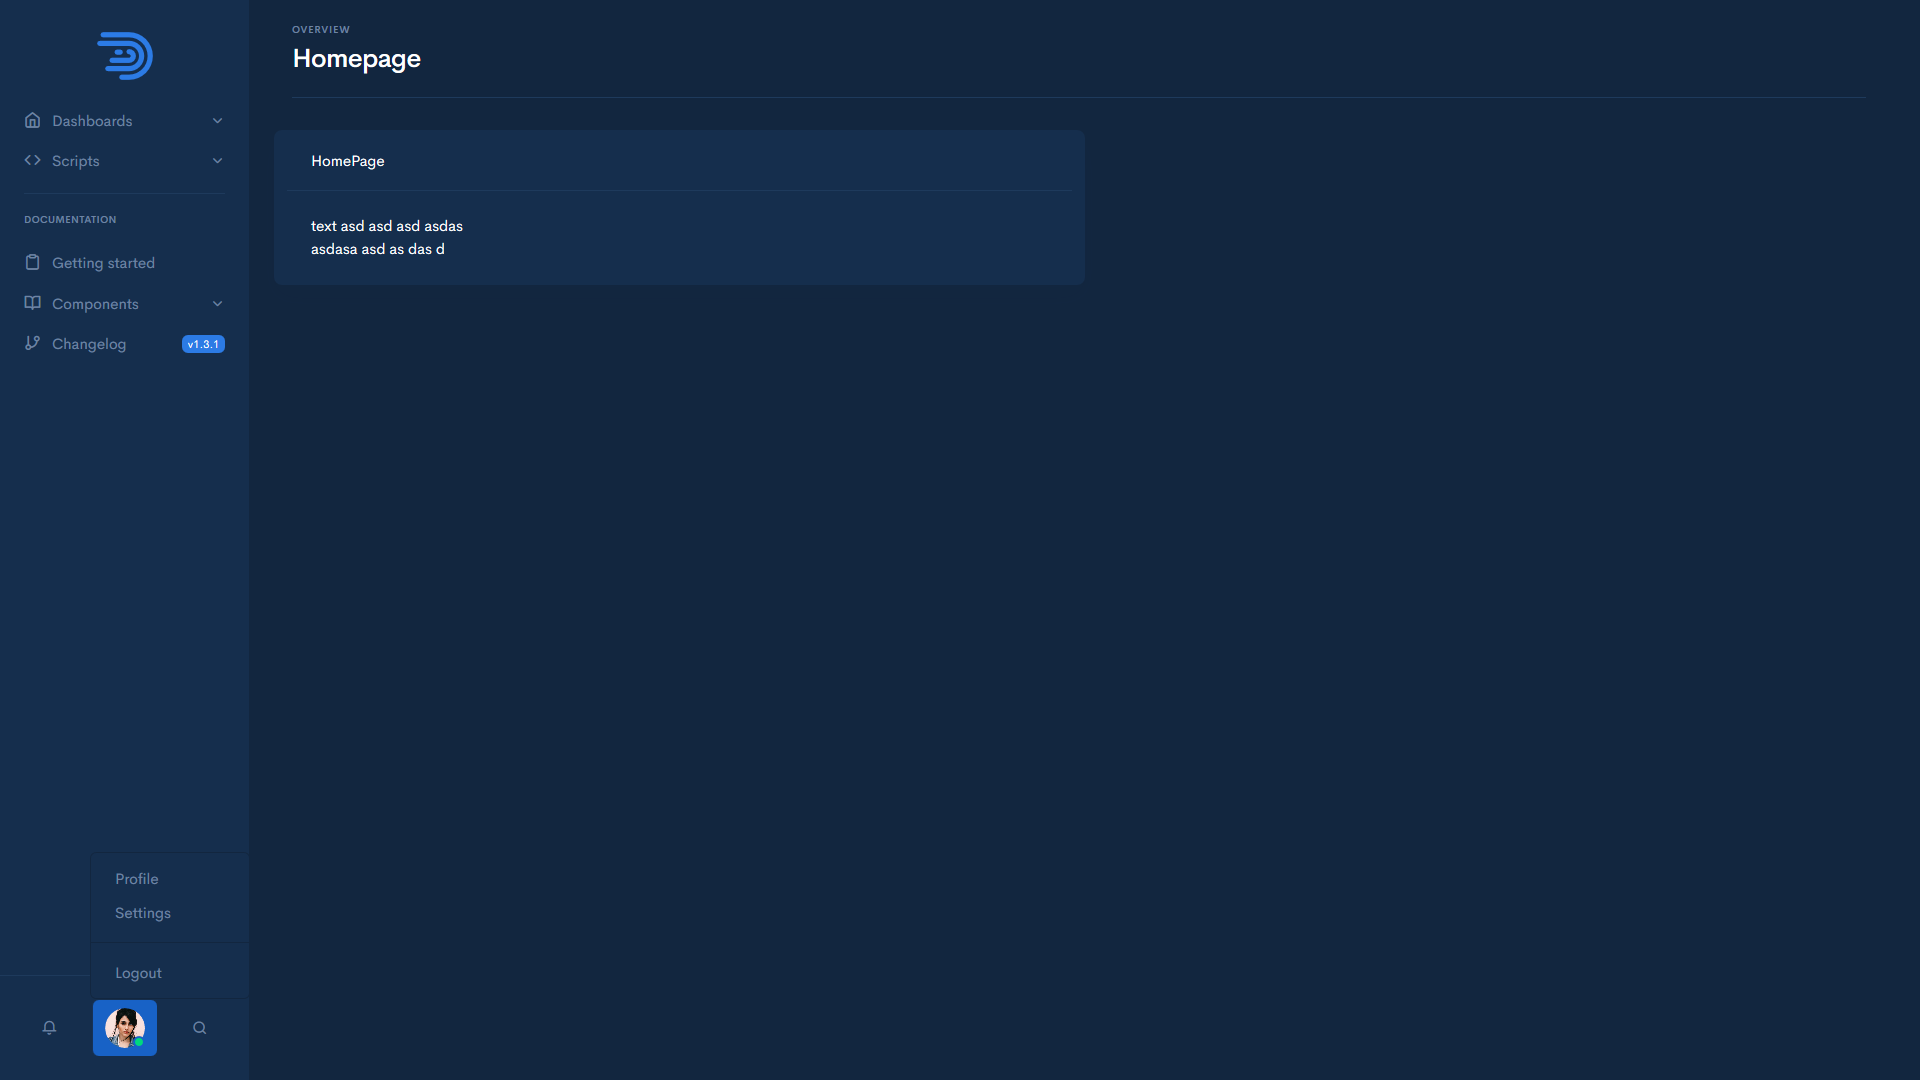 Dashboards
Scripts
DOCUMENTATION
Getting started
Components
Changelog v1.3.1
Profile
Settings
Logout
OVERVIEW
Homepage
HomePage
text asd asd asd asdas
asdasa asd as das d